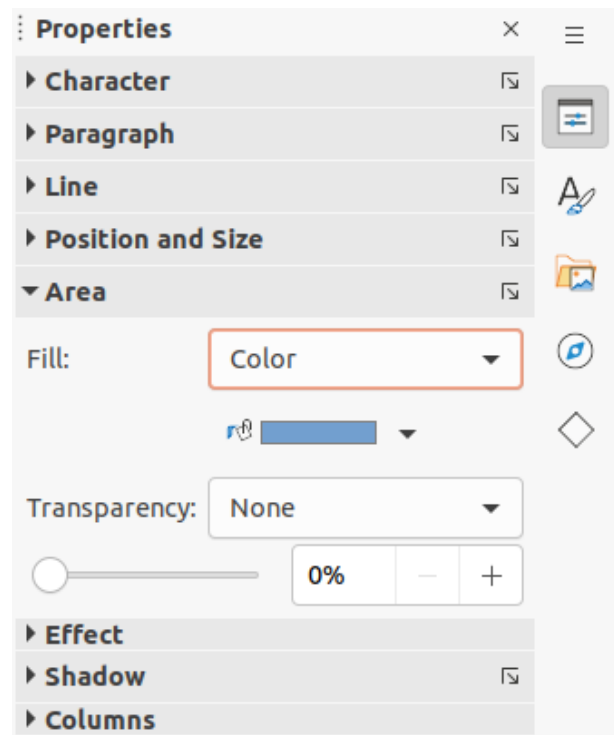 Properties
Character
Paragraph
Line
Position and Size
Area
Fill: Color
Transparency: None
0%
Effect
Shadow
Columns